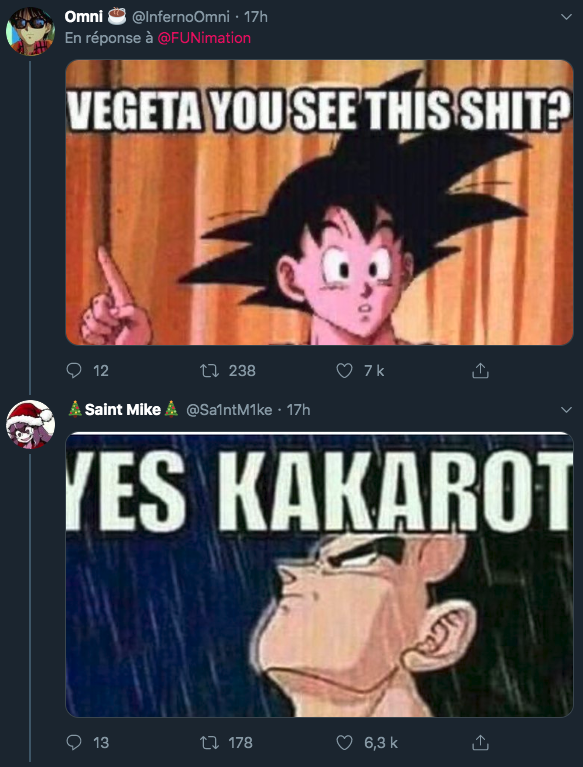 Omni ☕ @InfernoOmni · 17h
En réponse à @FUNimation
VEGETA YOU SEE THIS SHIT?
12 238 7 k
🎄Saint Mike🎄 @Sa1ntM1ke · 17h
YES KAKAROT
13 178 6,3 k